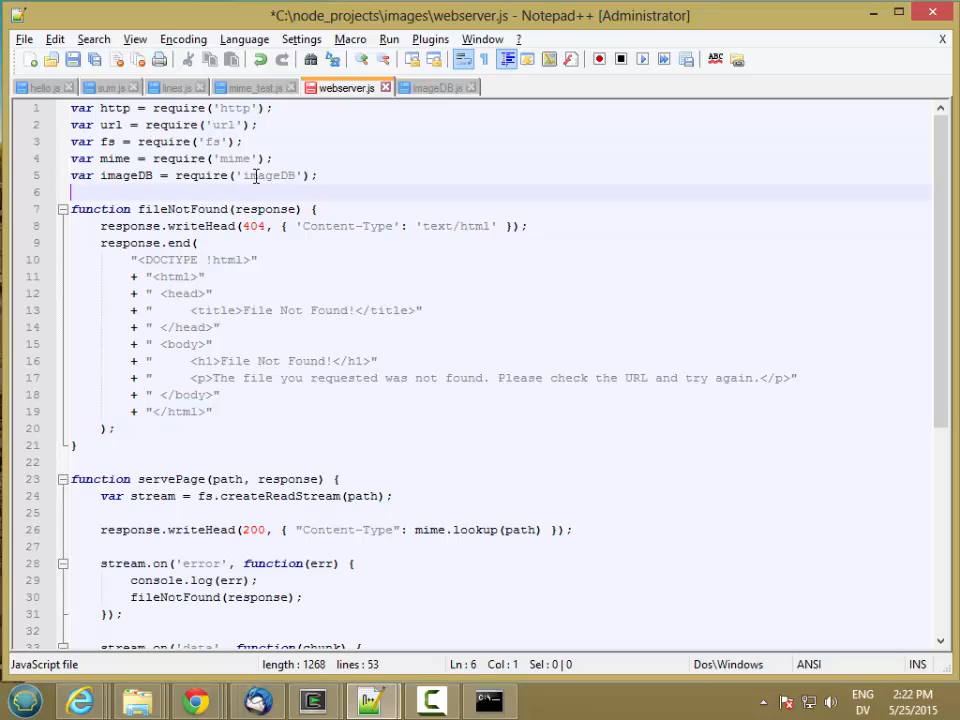 *C:\node_projects\images\webserver.js - Notepad++ [Administrator]
File Edit Search View Encoding Language Settings Macro Run Plugins Window ? X
hello.js sum.js lines.js mime_test.js webserver.js imageDB.js
1 var http = require('http');
2 var url = require('url');
3 var fs = require('fs');
4 var mime = require('mime');
5 var imageDB = require('imageDB');
6
7 function fileNotFound(response) {
8 response.writeHead(404, { 'Content-Type': 'text/html' });
9 response.end(
10 "<DOCTYPE !html>"
11 + "<html>"
12 + " <head>"
13 + "     <title>File Not Found!</title>"
14 + " </head>"
15 + " <body>"
16 + "     <h1>File Not Found!</h1>"
17 + "     <p>The file you requested was not found. Please check the URL and try again.</p>"
18 + " </body>"
19 + "</html>"
20 );
21 }
22
23 function servePage(path, response) {
24 var stream = fs.createReadStream(path);
25
26 response.writeHead(200, { "Content-Type": mime.lookup(path) });
27
28 stream.on('error', function(err) {
29 console.log(err);
30 fileNotFound(response);
31 });
32
33 stream.on('data', function(chunk) {
JavaScript file length : 1268 lines : 53 Ln : 6 Col : 1 Sel : 0 | 0 Dos\Windows ANSI INS
ENG 2:22 PM
DV 5/25/2015